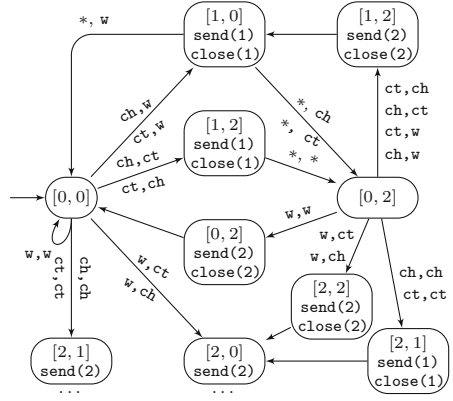 [1, 0]
send(1)
close(1)
[1, 2]
send(2)
close(2)
*, w
ch,w
ct,w
*, ch
*, ct
*, *
ct,ch
ch,ct
ct,w
ch,w
[1, 2]
send(1)
close(1)
ch,ct
ct,ch
[0, 0]
[0, 2]
w,w
[0, 2]
send(2)
close(2)
w,w
ct,ct
ch,ch
w,ct
w,ch
w,ct
w,ch
ch,ch
ct,ct
[2, 2]
send(2)
close(2)
[2, 1]
send(2)
...
[2, 0]
send(2)
...
[2, 1]
send(1)
close(1)